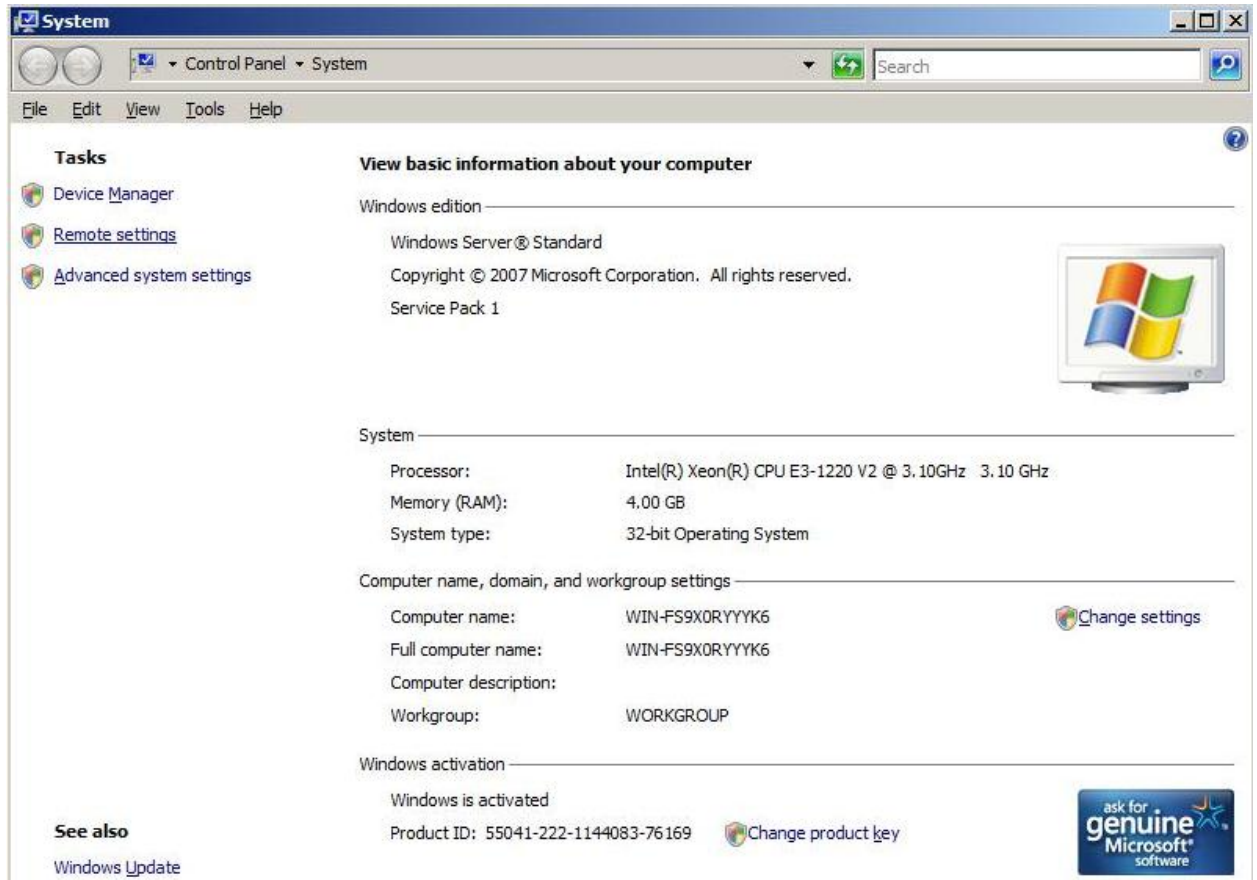 System
Control Panel System
Search
File Edit View Tools Help
Tasks
Device Manager
Remote settings
Advanced system settings
View basic information about your computer
Windows edition
Windows Server® Standard
Copyright © 2007 Microsoft Corporation. All rights reserved.
Service Pack 1
System
Processor: Intel(R) Xeon(R) CPU E3-1220 V2 @ 3.10GHz 3.10 GHz
Memory (RAM): 4.00 GB
System type: 32-bit Operating System
Computer name, domain, and workgroup settings
Computer name: WIN-FS9X0RYYYK6 Change settings
Full computer name: WIN-FS9X0RYYYK6
Computer description:
Workgroup: WORKGROUP
Windows activation
Windows is activated
Product ID: 55041-222-1144083-76169 Change product key
ask for
genuine
Microsoft®
software
See also
Windows Update